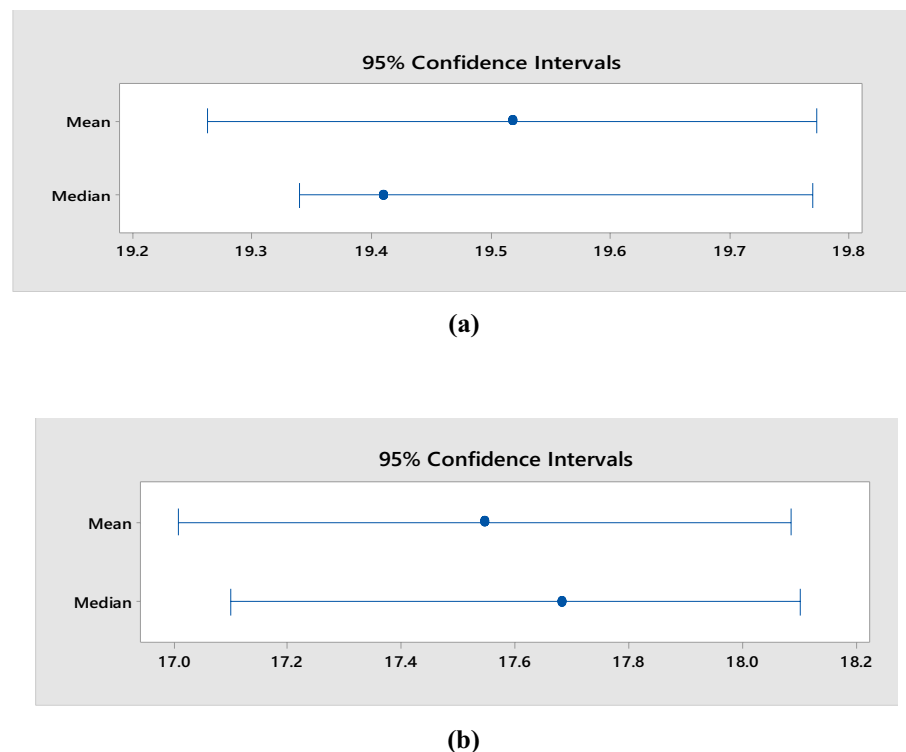 95% Confidence Intervals
Mean
Median
19.2 19.3 19.4 19.5 19.6 19.7 19.8
(a)
95% Confidence Intervals
Mean
Median
17.0 17.2 17.4 17.6 17.8 18.0 18.2
(b)